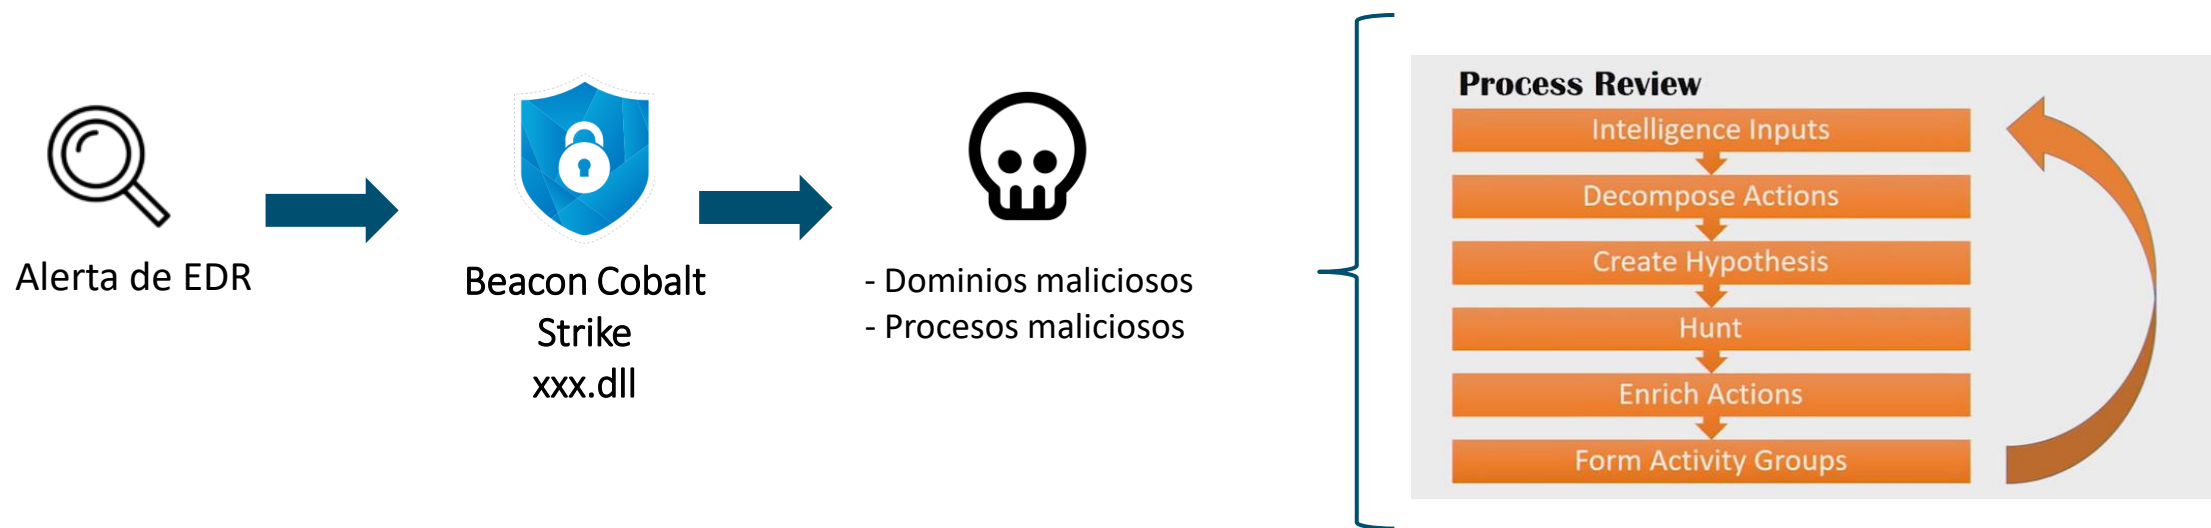 Alerta de EDR
Beacon Cobalt
Strike
xxx.dll
- Dominios maliciosos
- Procesos maliciosos
Process Review
Intelligence Inputs
Decompose Actions
Create Hypothesis
Hunt
Enrich Actions
Form Activity Groups